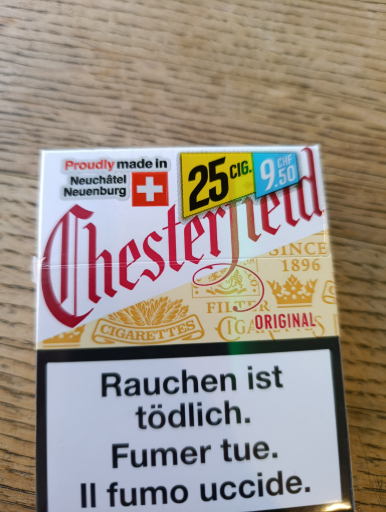 Proudly made in
Neuchâtel
Neuenburg
25 CIG.
CHF
9.50
Chesterfield
SINCE
1896
CIGARETTES
FILTER
ORIGINAL
Rauchen ist
tödlich.
Fumer tue.
Il fumo uccide.